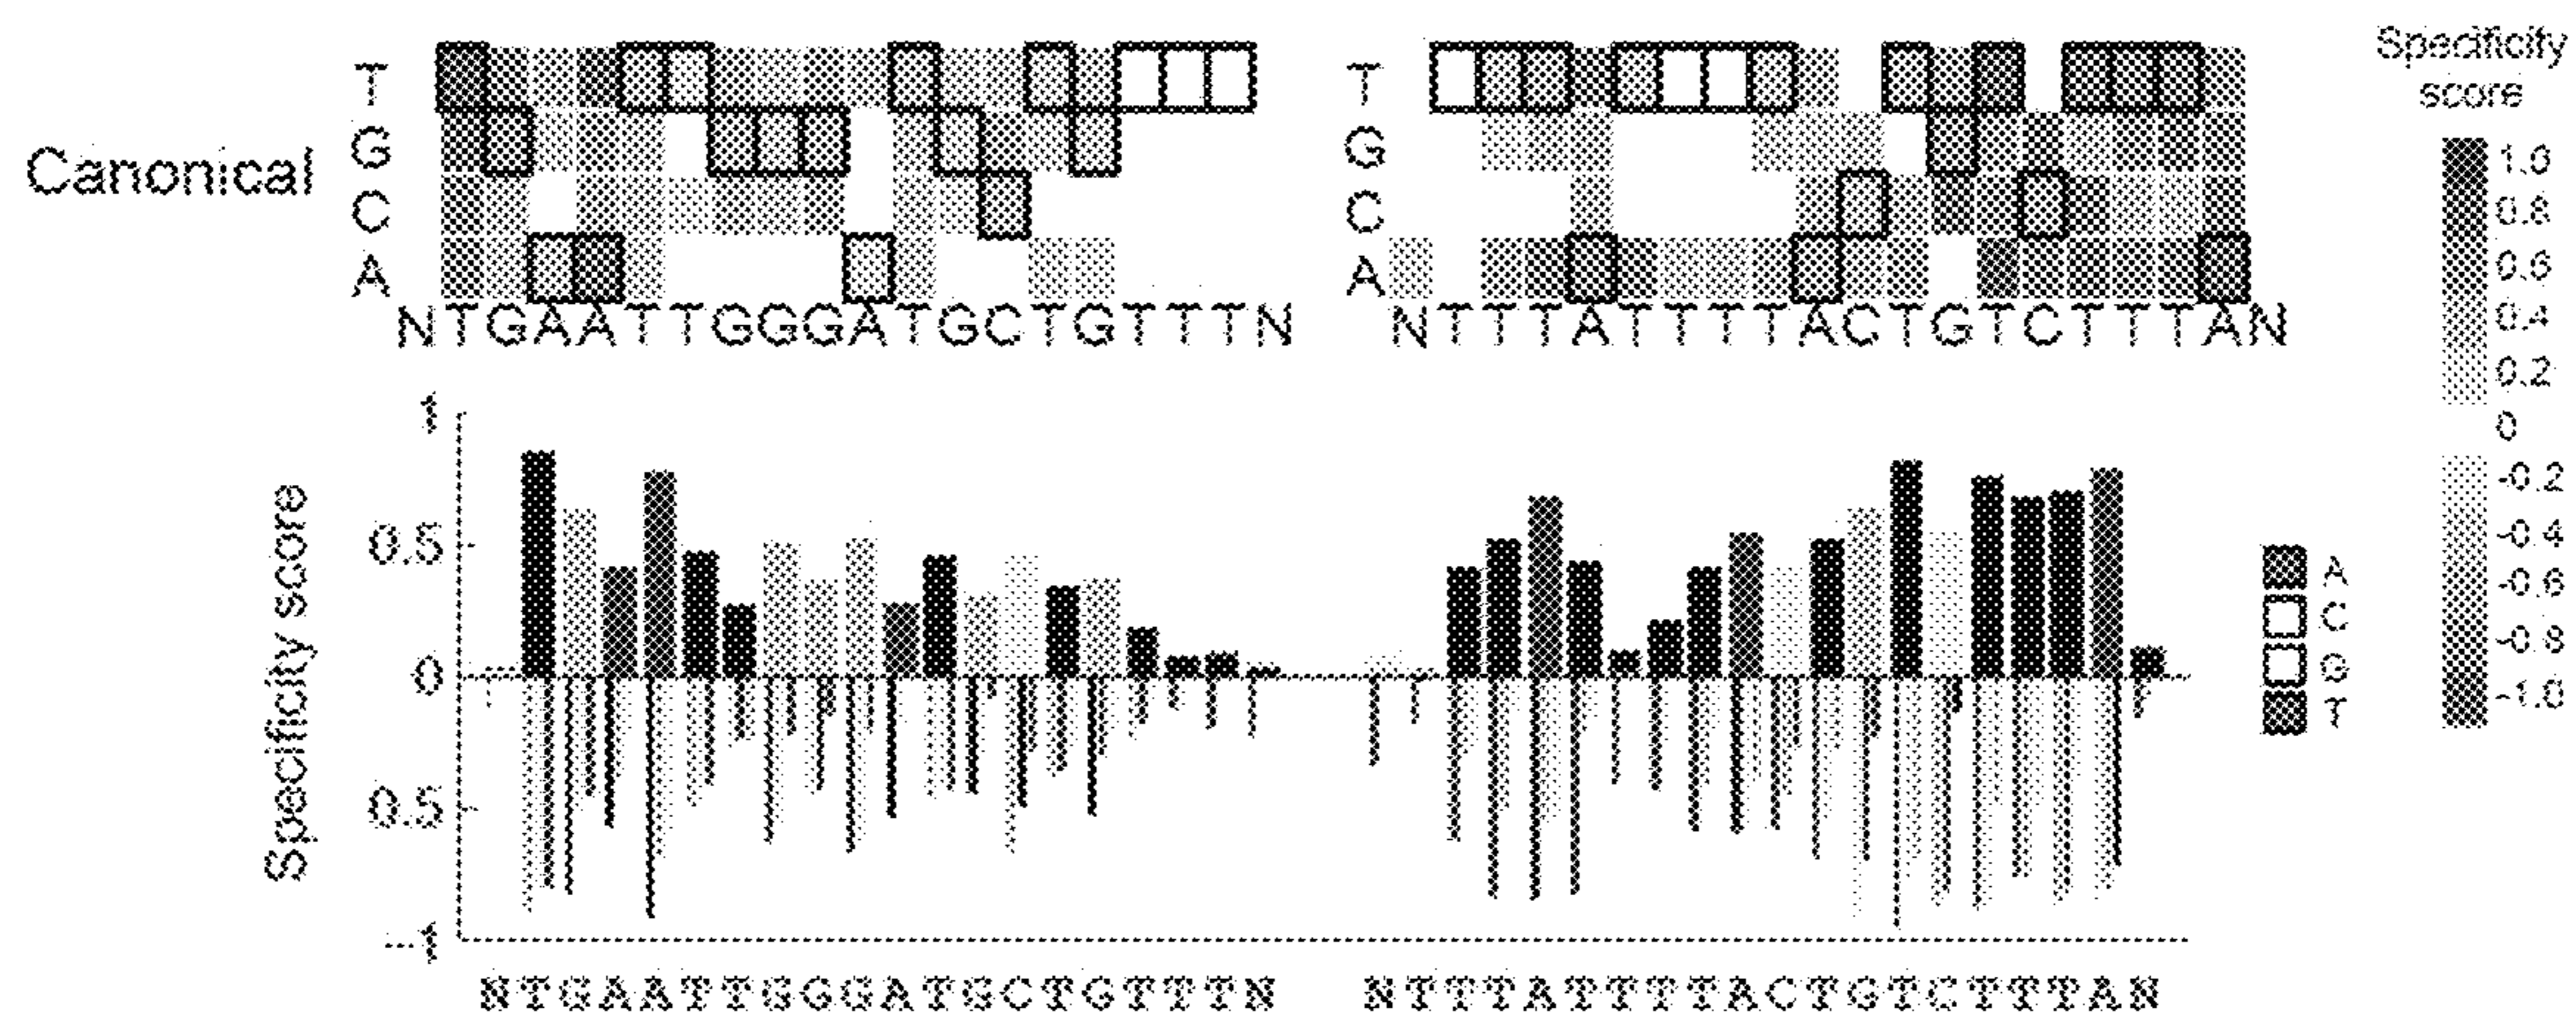 Specificity
score
Canonical
T
G
C
A
NTGAATTGGGATGCTGTTTN
T
G
C
A
NTTTATTTTACTGTCTTTAN
1.0
0.8
0.6
0.4
0.2
0
-0.2
-0.4
-0.6
-0.8
-1.0
Specificity score
1
0.5
0
0.5
-1
A
C
G
T
NTGAATTGGGATGCTGTTTN
NTTTATTTTACTGTCTTTAN